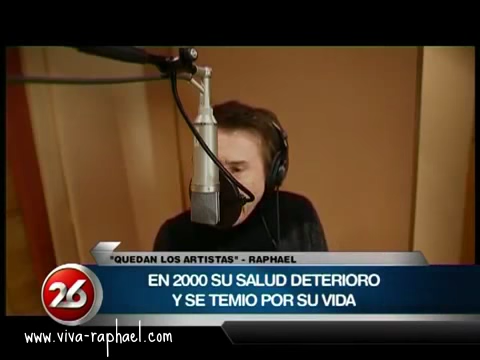 "QUEDAN LOS ARTISTAS" - RAPHAEL
EN 2000 SU SALUD DETERIORO
Y SE TEMIO POR SU VIDA
26
www.viva-raphael.com